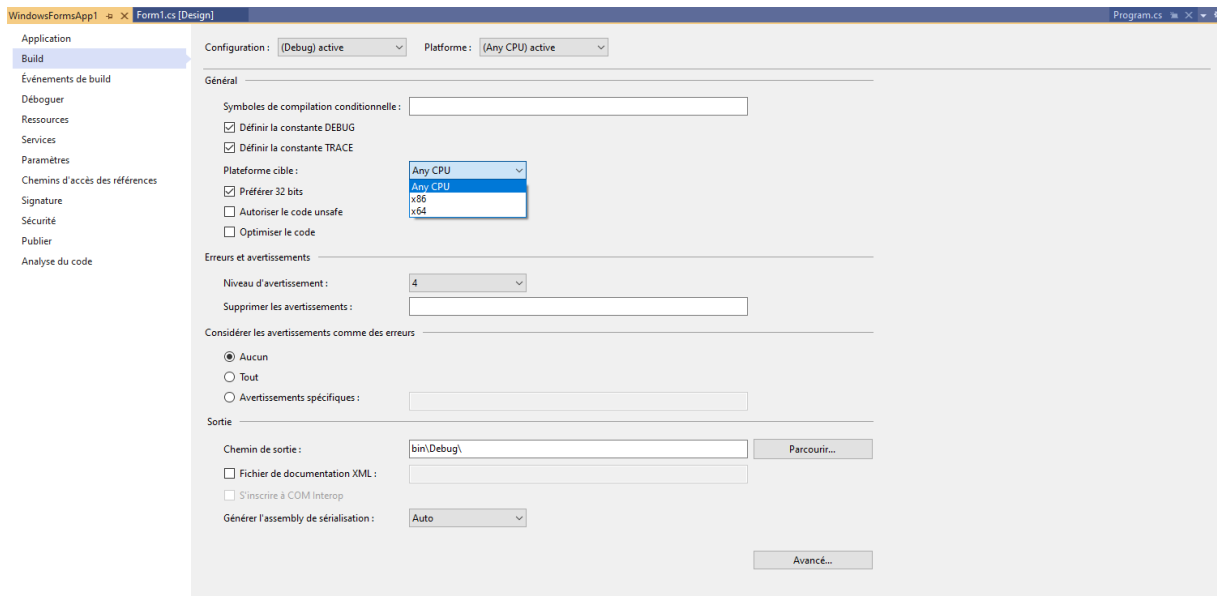 WindowsFormsApp1 Form1.cs [Design] Program.cs
Application
Build
Événements de build
Déboguer
Ressources
Services
Paramètres
Chemins d'accès des références
Signature
Sécurité
Publier
Analyse du code
Configuration : (Debug) active Platforme : (Any CPU) active
Général
Symboles de compilation conditionnelle :
Définir la constante DEBUG
Définir la constante TRACE
Plateforme cible : Any CPU
Any CPU
x86
x64
Préférer 32 bits
Autoriser le code unsafe
Optimiser le code
Erreurs et avertissements
Niveau d'avertissement : 4
Supprimer les avertissements :
Considérer les avertissements comme des erreurs
Aucun
Tout
Avertissements spécifiques :
Sortie
Chemin de sortie : bin\Debug\ Parcourir...
Fichier de documentation XML :
S'inscrire à COM Interop
Générer l'assembly de sérialisation : Auto
Avancé...